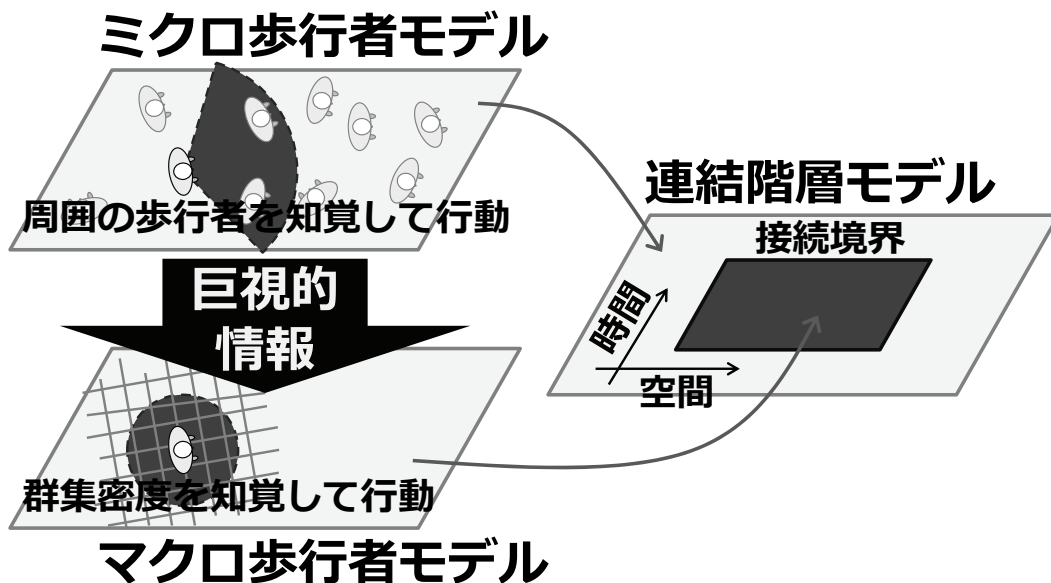 ミクロ歩行者モデル
周囲の歩行者を知覚して行動
巨視的
情報
群集密度を知覚して行動
マクロ歩行者モデル
連結階層モデル
接続境界
時間
空間